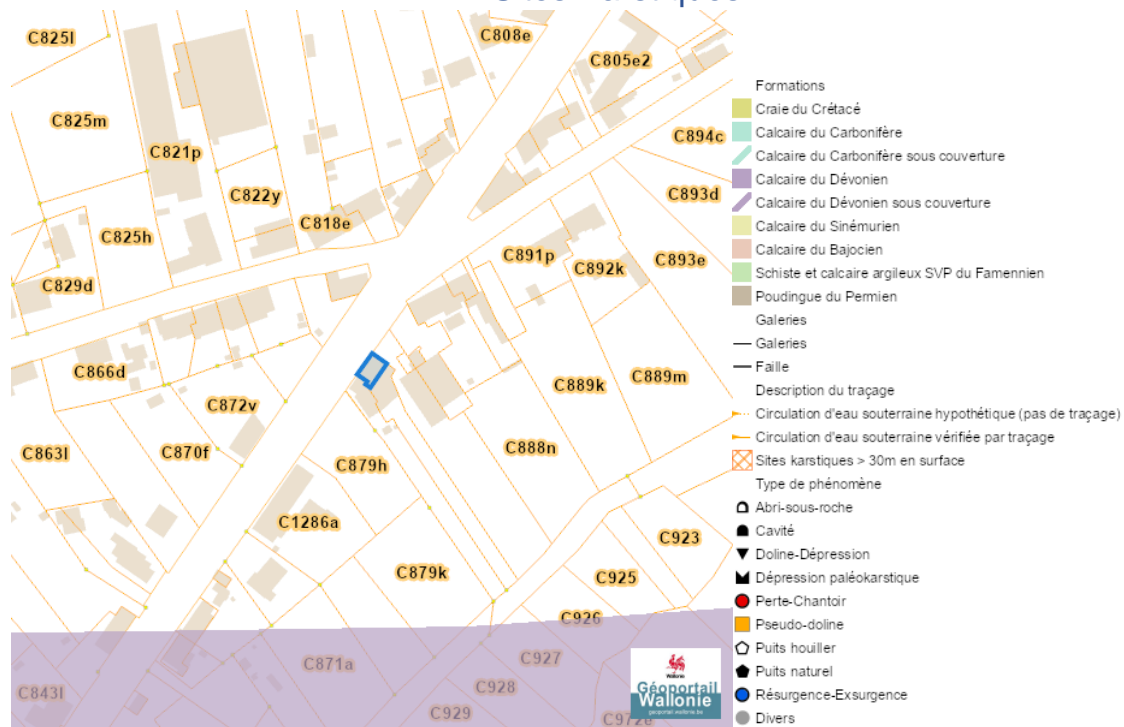 C825l
C808e
C805e2
C825m
C821p
C894c
C822y
C893d
C818e
C825h
C891p
C892k
C893e
C829d
C866d
C889k
C889m
C872v
C863l
C870f
C888n
C879h
C1286a
C923
C879k
C925
C926
C871a
C927
C843l
C928
C929
C972e
Wallonie
Géoportail
Wallonie
geoportail.wallonie.be
Formations
Craie du Crétacé
Calcaire du Carbonifère
Calcaire du Carbonifère sous couverture
Calcaire du Dévonien
Calcaire du Dévonien sous couverture
Calcaire du Sinémurien
Calcaire du Bajocien
Schiste et calcaire argileux SVP du Famennien
Poudingue du Permien
Galeries
Galeries
Faille
Description du traçage
Circulation d'eau souterraine hypothétique (pas de traçage)
Circulation d'eau souterraine vérifiée par traçage
Sites karstiques > 30m en surface
Type de phénomène
Abri-sous-roche
Cavité
Doline-Dépression
Dépression paléokarstique
Perte-Chantoir
Pseudo-doline
Puits houiller
Puits naturel
Résurgence-Exsurgence
Divers